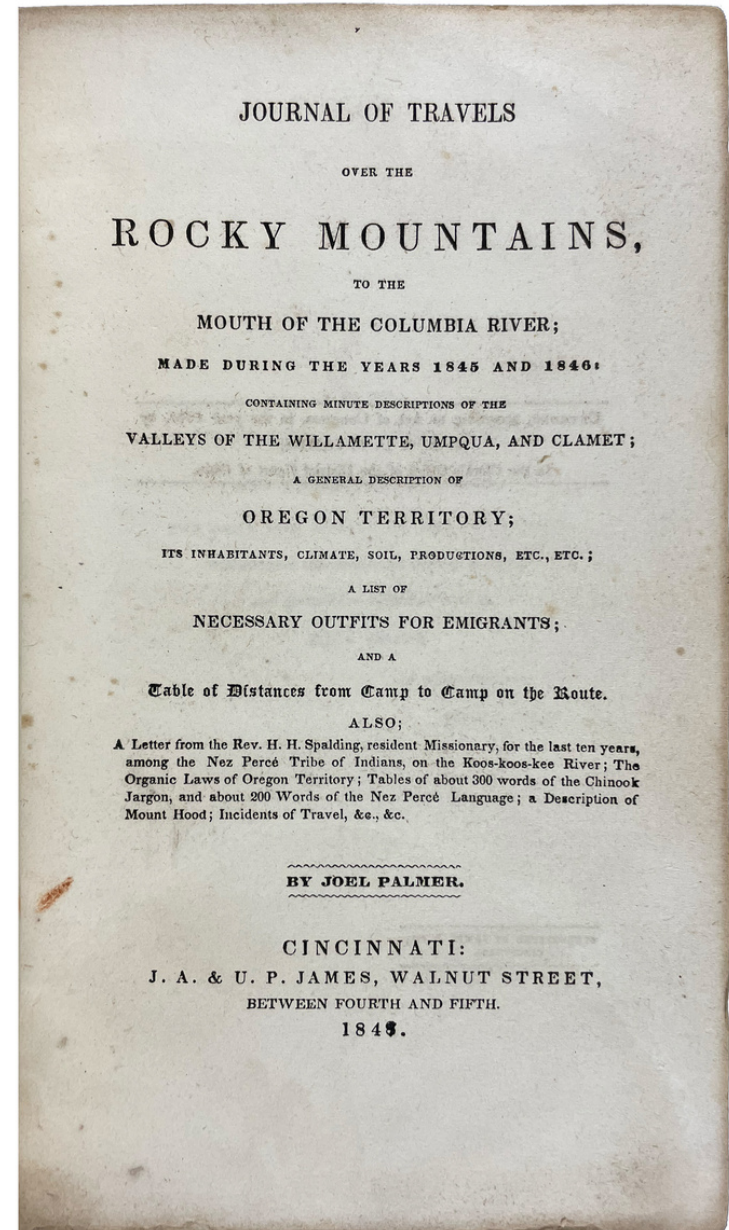 JOURNAL OF TRAVELS
OVER THE
ROCKY MOUNTAINS,
TO THE
MOUTH OF THE COLUMBIA RIVER;
MADE DURING THE YEARS 1845 AND 1846:
CONTAINING MINUTE DESCRIPTIONS OF THE
VALLEYS OF THE WILLAMETTE, UMPQUA, AND CLAMET;
A GENERAL DESCRIPTION OF
OREGON TERRITORY;
ITS INHABITANTS, CLIMATE, SOIL, PRODUCTIONS, ETC., ETC.;
A LIST OF
NECESSARY OUTFITS FOR EMIGRANTS;
AND A
Table of Distances from Camp to Camp on the Route.
ALSO;
A Letter from the Rev. H. H. Spalding, resident Missionary, for the last ten years,
among the Nez Percé Tribe of Indians, on the Koos-koos-kee River; The
Organic Laws of Oregon Territory; Tables of about 300 words of the Chinook
Jargon, and about 200 Words of the Nez Percé Language; a Description of
Mount Hood; Incidents of Travel, &c., &c.
BY JOEL PALMER.
CINCINNATI:
J. A. & U. P. JAMES, WALNUT STREET,
BETWEEN FOURTH AND FIFTH.